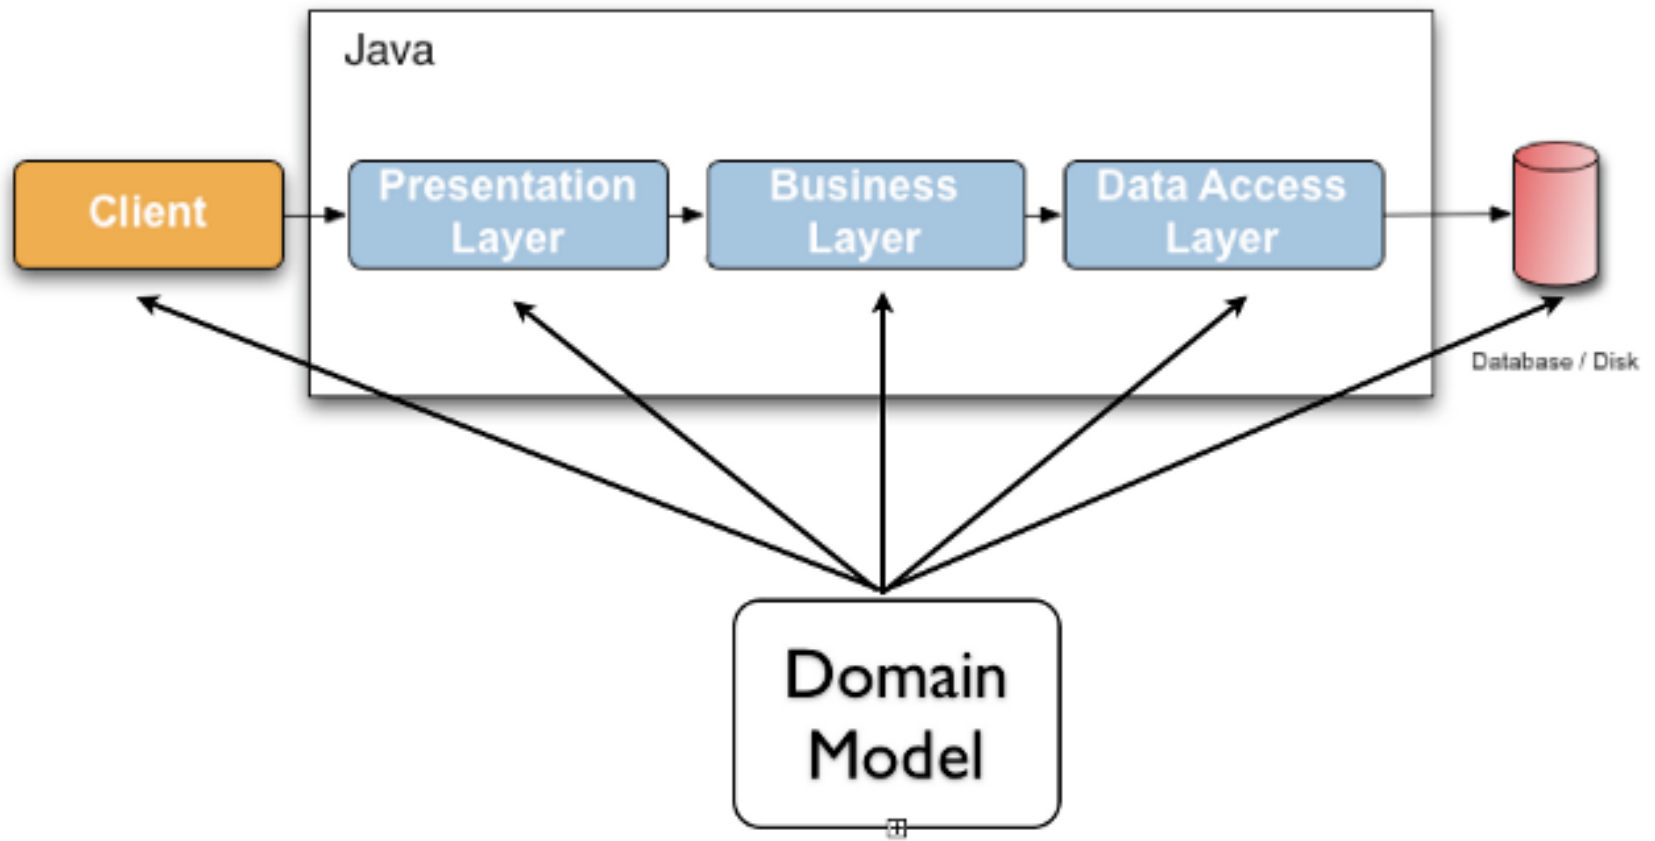 Java
Client
Presentation
Layer
Business
Layer
Data Access
Layer
Database / Disk
Domain
Model